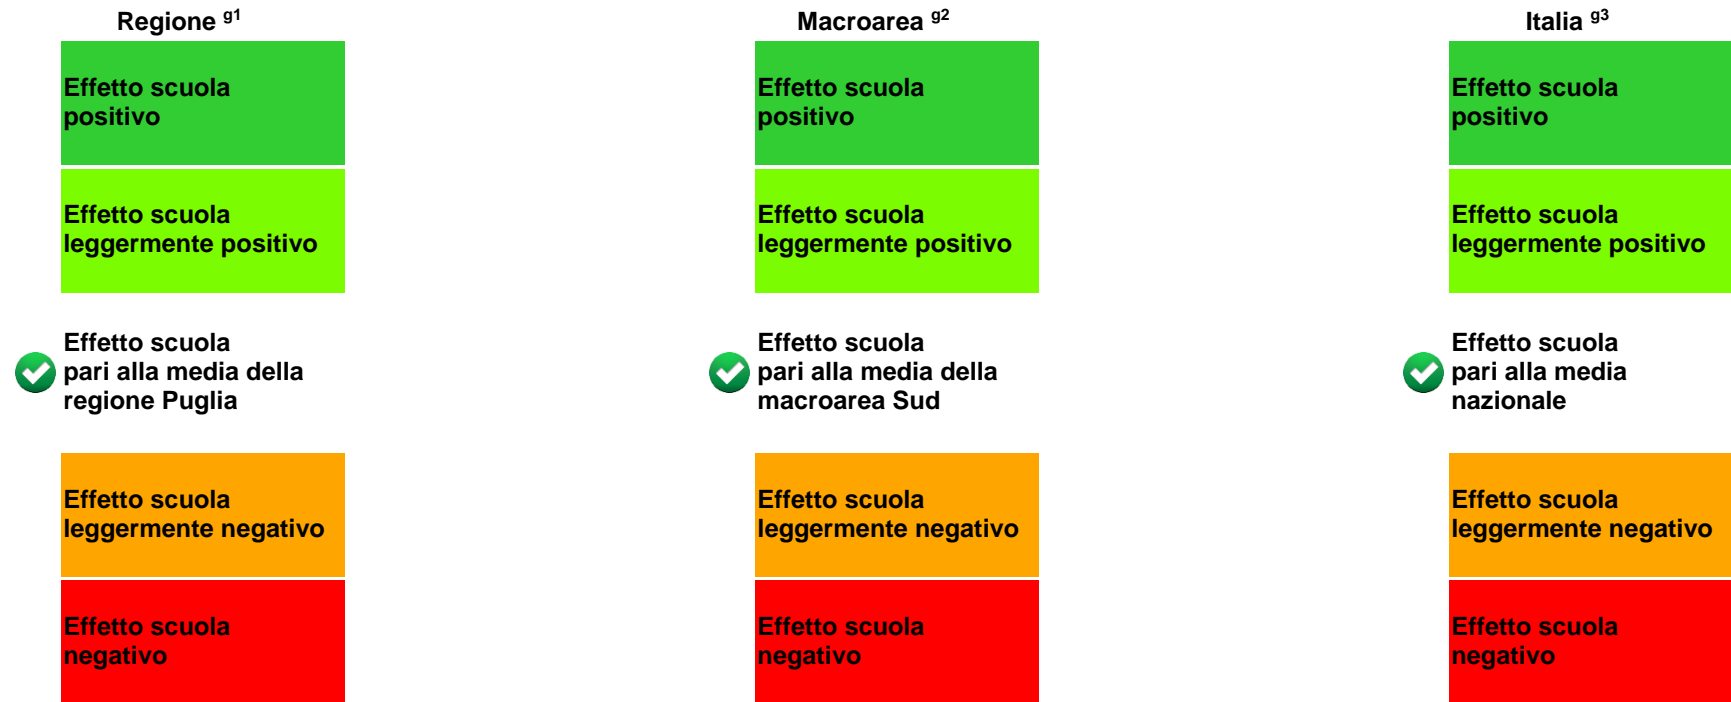 Regione g1
Effetto scuola
positivo
Effetto scuola
leggermente positivo
Effetto scuola
pari alla media della
regione Puglia
Effetto scuola
leggermente negativo
Effetto scuola
negativo
Macroarea g2
Effetto scuola
positivo
Effetto scuola
leggermente positivo
Effetto scuola
pari alla media della
macroarea Sud
Effetto scuola
leggermente negativo
Effetto scuola
negativo
Italia g3
Effetto scuola
positivo
Effetto scuola
leggermente positivo
Effetto scuola
pari alla media
nazionale
Effetto scuola
leggermente negativo
Effetto scuola
negativo